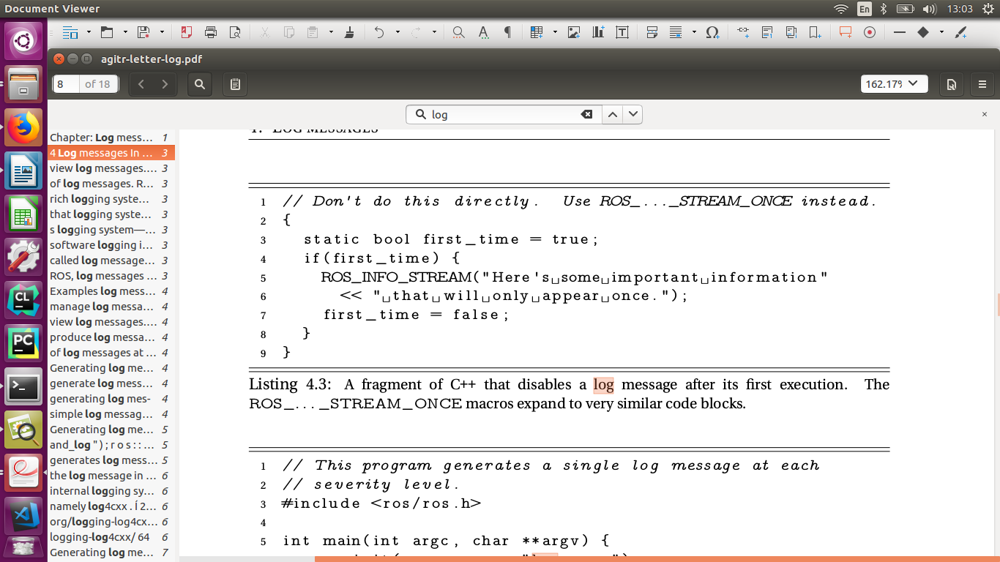 Document Viewer
En
13:03
agitr-letter-log.pdf
8 of 18
162.17%
log
Chapter: Log mess... 1
4 Log messages In ... 3
view log messages.... 3
of log messages. R... 3
rich logging syste... 3
that logging syste... 3
s logging system—... 3
software logging i... 3
called log message... 3
ROS, log messages ... 3
Examples log mess... 4
manage log messa... 4
view log messages.... 4
produce log messa... 4
of log messages at ... 4
Generating log me... 4
generate log mess... 4
generating log mes- 4
simple log messag... 4
Generating log me... 5
and_log " ) ; r o s : : ... 5
generates log mess... 5
the log message in ... 6
internal logging sy... 6
namely log4cxx . Í 2... 6
org/logging-log4cx... 6
logging-log4cxx/ 64 6
Generating log me... 7
4. LOG MESSAGES
1 // Don't do this directly. Use ROS_..._STREAM_ONCE instead.
2 {
3 static bool first_time = true;
4 if(first_time) {
5 ROS_INFO_STREAM("Here's␣some␣important␣information"
6 << "␣that␣will␣only␣appear␣once.");
7 first_time = false;
8 }
9 }
Listing 4.3: A fragment of C++ that disables a log message after its first execution. The
ROS_..._STREAM_ONCE macros expand to very similar code blocks.
1 // This program generates a single log message at each
2 // severity level.
3 #include <ros/ros.h>
4
5 int main(int argc, char **argv) {
CL
PC